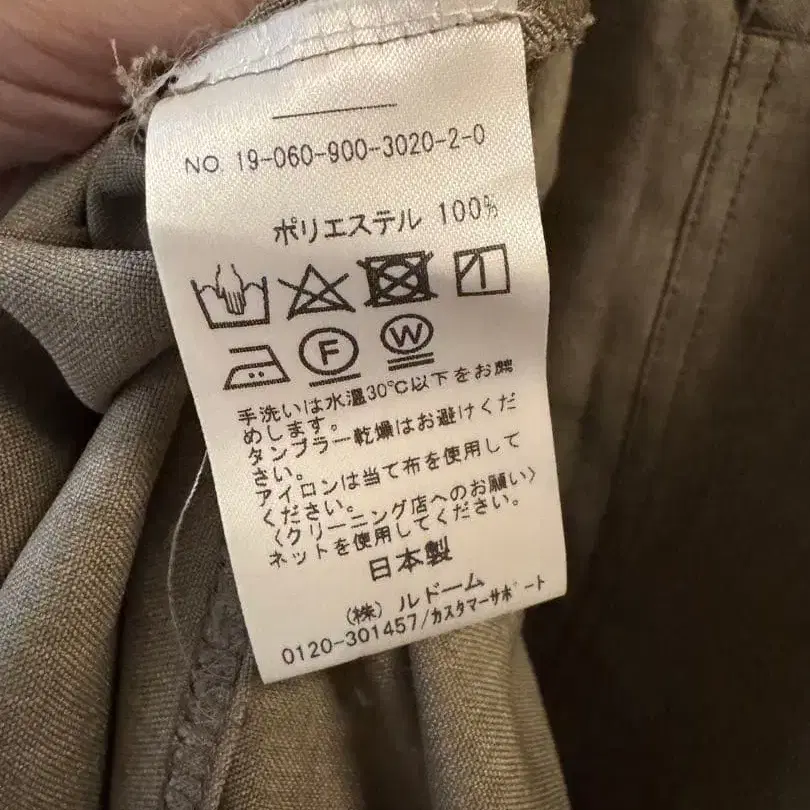 NO. 19-060-900-3020-2-0
ポリエステル 100%
F W
手洗いは水温30℃以下をお勧
めします。
タンブラー乾燥はお避けくだ
さい。
アイロンは当て布を使用して
ください。
〈クリーニング店へのお願い〉
ネットを使用してください。
日本製
(株) ルドーム
0120-301457/カスタマーサポート